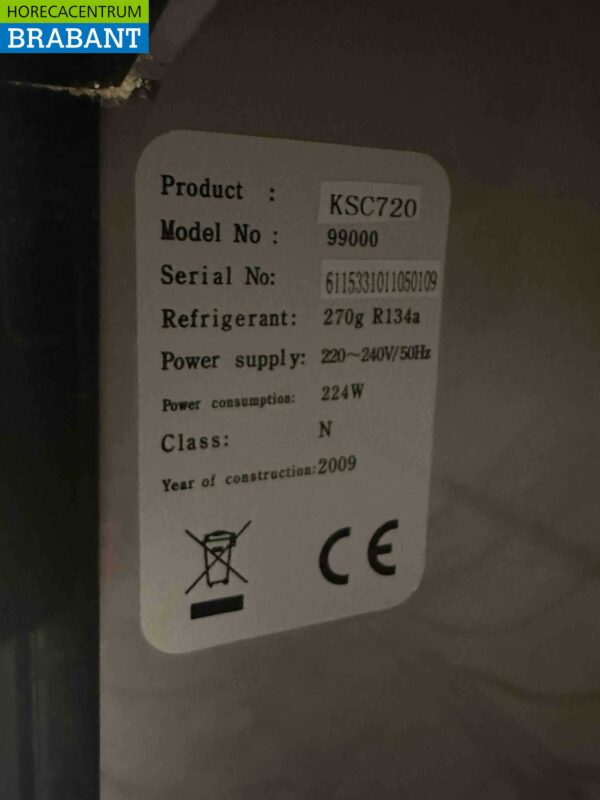 HORECACENTRUM
BRABANT
Product : KSC720
Model No : 99000
Serial No: 6115331011050109
Refrigerant: 270g R134a
Power supply: 220~240V/50Hz
Power consumption: 224W
Class: N
Year of construction: 2009
CE